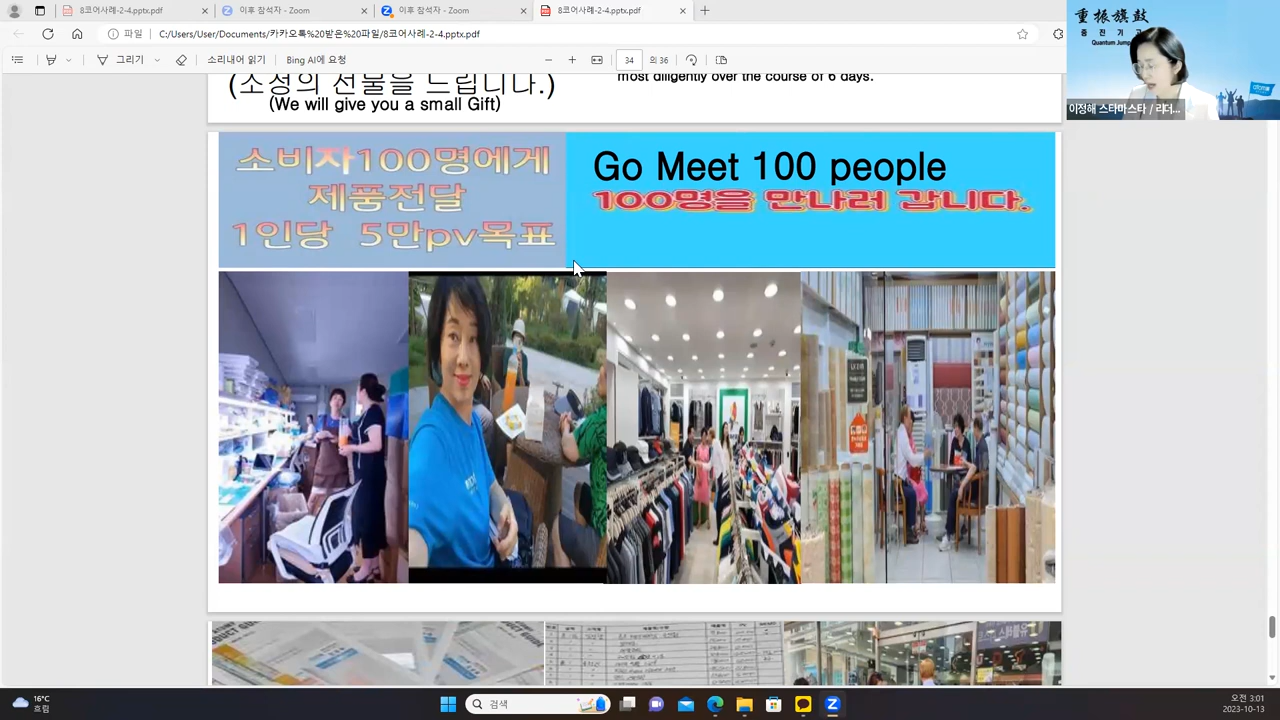 8코어사례-2-4.pptx.pdf
이후 참석자 - Zoom
이후 참석자 - Zoom
8코어사례-2-4.pptx.pdf
파일
C:/Users/User/Documents/카카오톡%20받은%20파일/8코어사례-2-4.pptx.pdf
그리기
소리내어 읽기
Bing AI에 요청
34
의 36
重振旗鼓
중진기고
Quantum Jump
이정해 스타마스타 / 리더...
(소정의 선물을 드립니다.)
(We will give you a small Gift)
most diligently over the course of 6 days.
소비자100명에게
제품전달
1인당 5만pv목표
Go Meet 100 people
100명을 만나러 갑니다.
16°C
흐림
검색
오전 3:01
2023-10-13